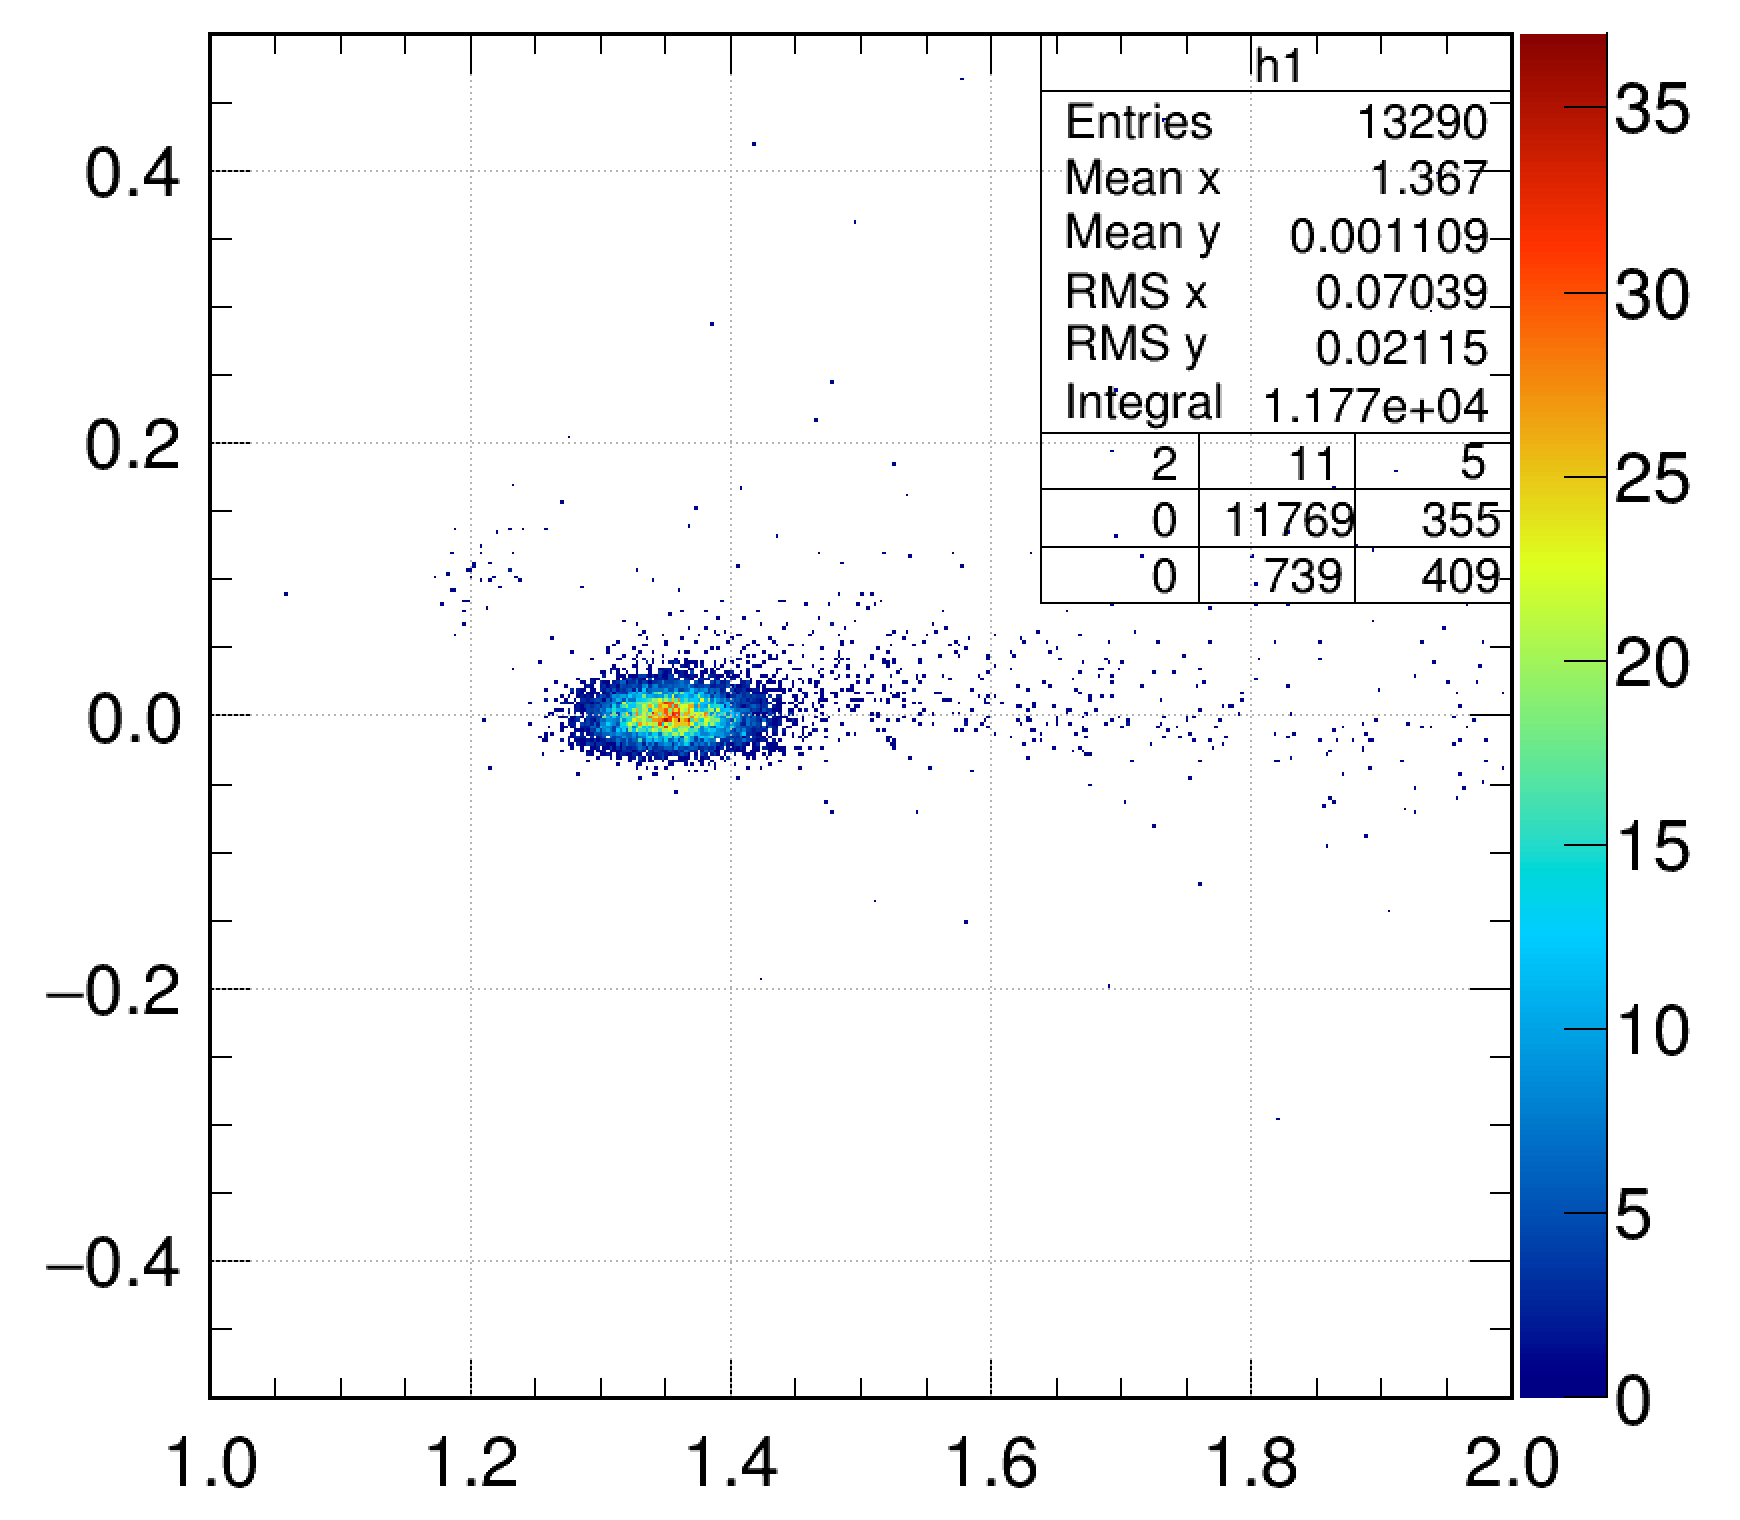 h1
Entries 13290
Mean x 1.367
Mean y 0.001109
RMS x 0.07039
RMS y 0.02115
Integral 1.177e+04
2 11 5
0 11769 355
0 739 409
0.4
0.2
0.0
−0.2
−0.4
1.0 1.2 1.4 1.6 1.8 2.0
35
30
25
20
15
10
5
0